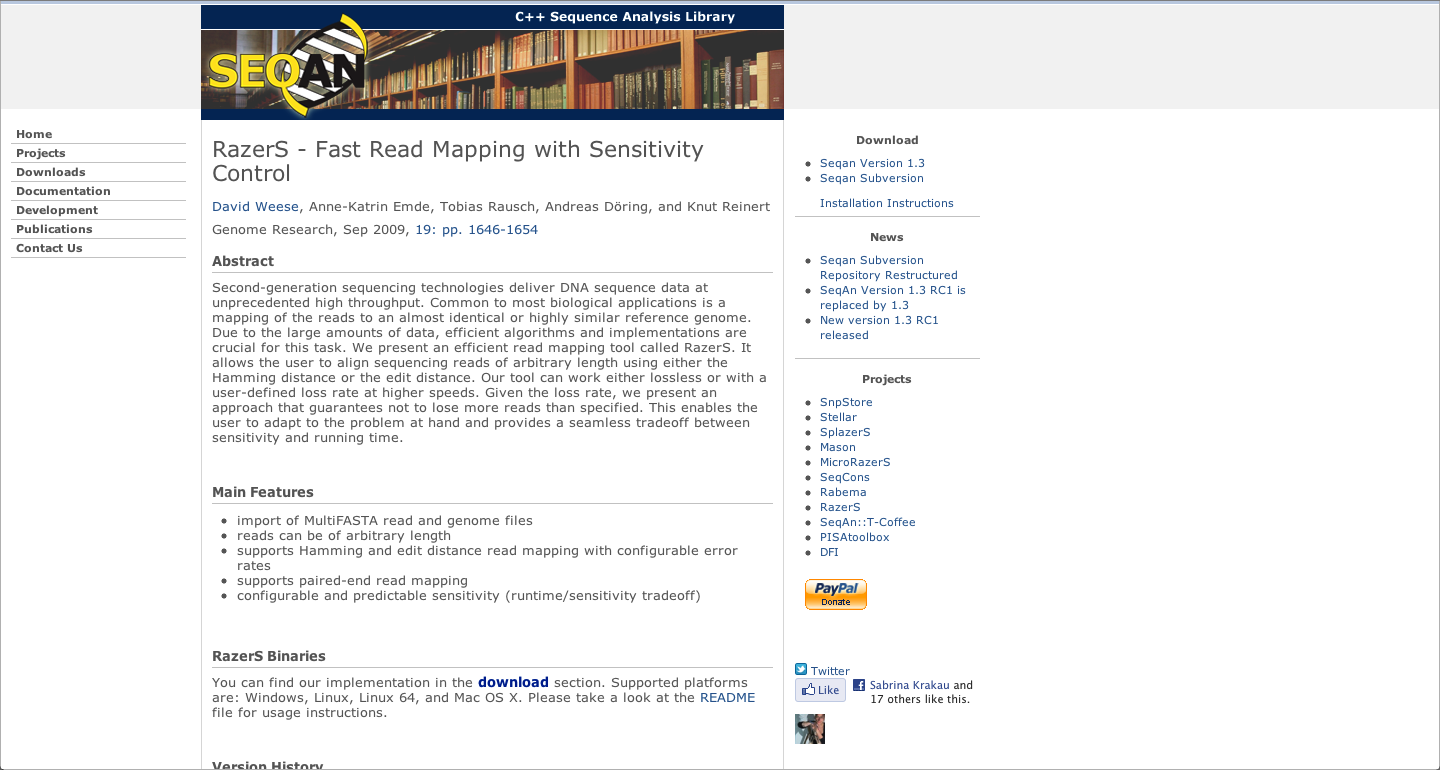 C++ Sequence Analysis Library
SEQAN
Home
Projects
Downloads
Documentation
Development
Publications
Contact Us
RazerS - Fast Read Mapping with Sensitivity
Control
David Weese, Anne-Katrin Emde, Tobias Rausch, Andreas Döring, and Knut Reinert
Genome Research, Sep 2009, 19: pp. 1646-1654
Abstract
Second-generation sequencing technologies deliver DNA sequence data at
unprecedented high throughput. Common to most biological applications is a
mapping of the reads to an almost identical or highly similar reference genome.
Due to the large amounts of data, efficient algorithms and implementations are
crucial for this task. We present an efficient read mapping tool called RazerS. It
allows the user to align sequencing reads of arbitrary length using either the
Hamming distance or the edit distance. Our tool can work either lossless or with a
user-defined loss rate at higher speeds. Given the loss rate, we present an
approach that guarantees not to lose more reads than specified. This enables the
user to adapt to the problem at hand and provides a seamless tradeoff between
sensitivity and running time.
Main Features
import of MultiFASTA read and genome files
reads can be of arbitrary length
supports Hamming and edit distance read mapping with configurable error
rates
supports paired-end read mapping
configurable and predictable sensitivity (runtime/sensitivity tradeoff)
RazerS Binaries
You can find our implementation in the download section. Supported platforms
are: Windows, Linux, Linux 64, and Mac OS X. Please take a look at the README
file for usage instructions.
Version History
Download
Seqan Version 1.3
Seqan Subversion
Installation Instructions
News
Seqan Subversion
Repository Restructured
SeqAn Version 1.3 RC1 is
replaced by 1.3
New version 1.3 RC1
released
Projects
SnpStore
Stellar
SplazerS
Mason
MicroRazerS
SeqCons
Rabema
RazerS
SeqAn::T-Coffee
PISAtoolbox
DFI
PayPal
Donate
Twitter
Like
Sabrina Krakau and
17 others like this.